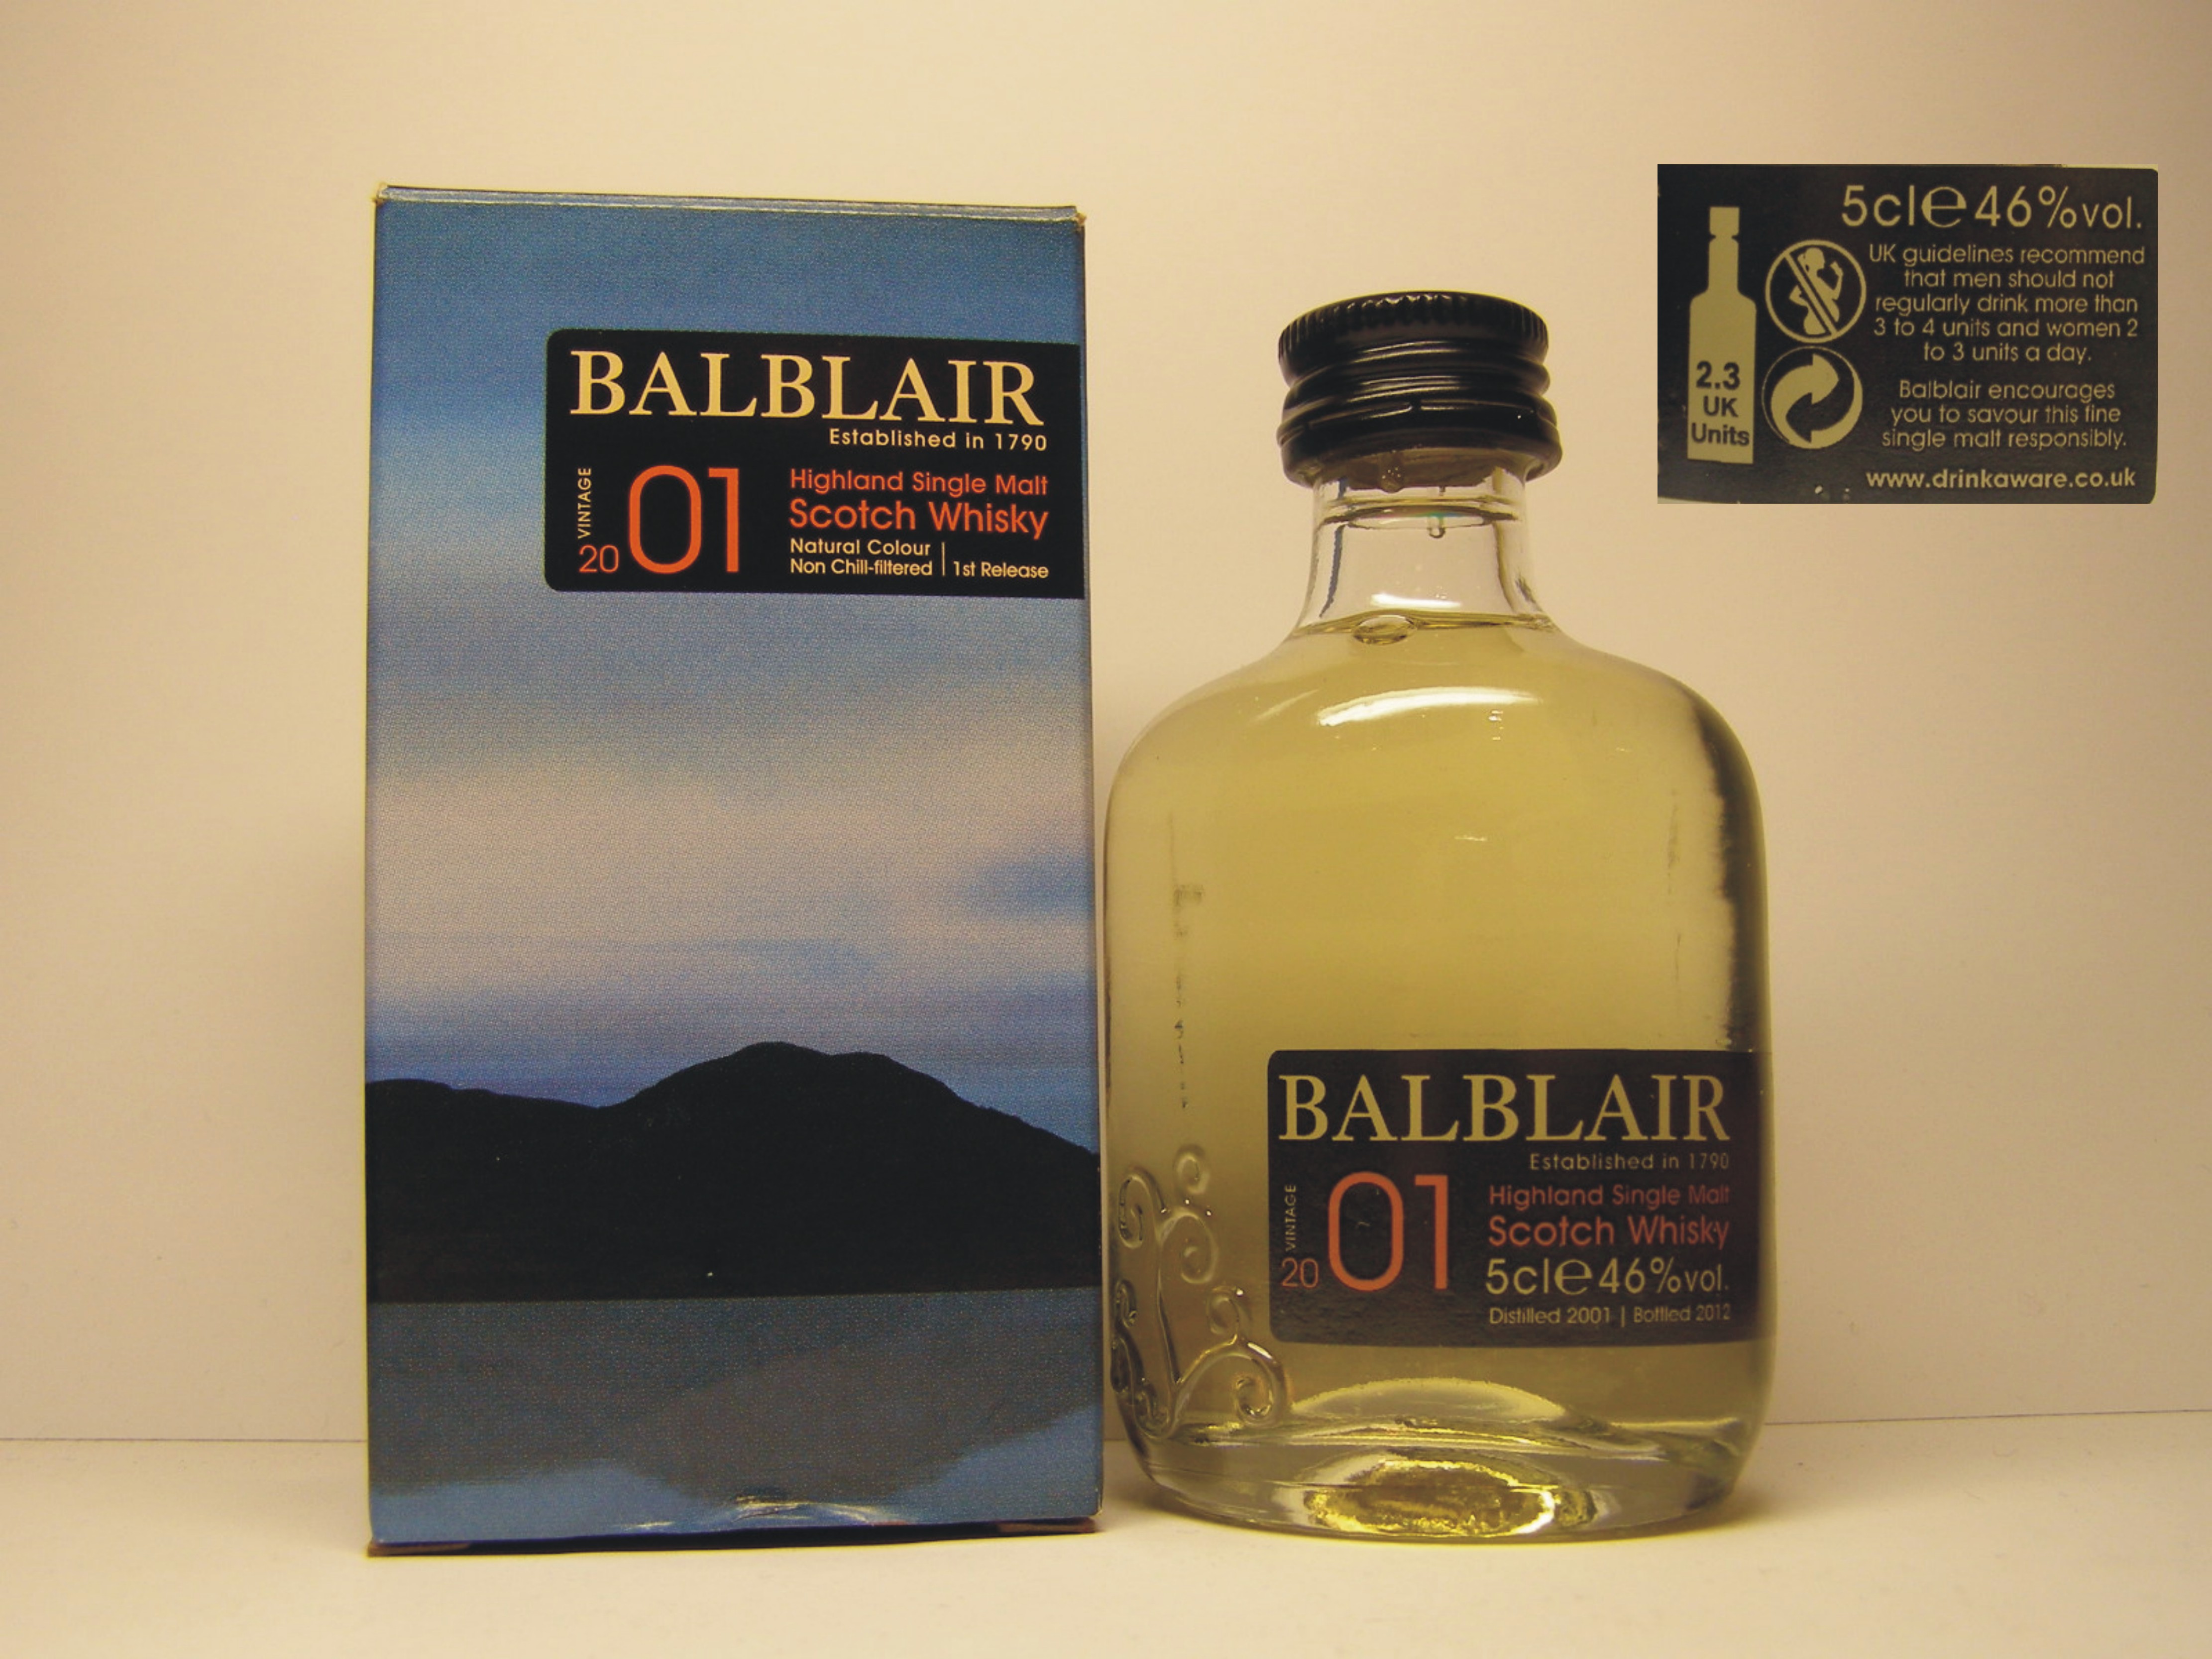 BALBLAIR
Established in 1790
VINTAGE
2001
Highland Single Malt
Scotch Whisky
Natural Colour
Non Chill-filtered | 1st Release
5cl℮46%vol.
UK guidelines recommend
that men should not
regularly drink more than
3 to 4 units and women 2
to 3 units a day.
Balblair encourages
you to savour this fine
single malt responsibly.
www.drinkaware.co.uk
2.3
UK
Units
BALBLAIR
Established in 1790
VINTAGE
2001
Highland Single Malt
Scotch Whisky
5cl℮46%vol.
Distilled 2001 | Bottled 2012